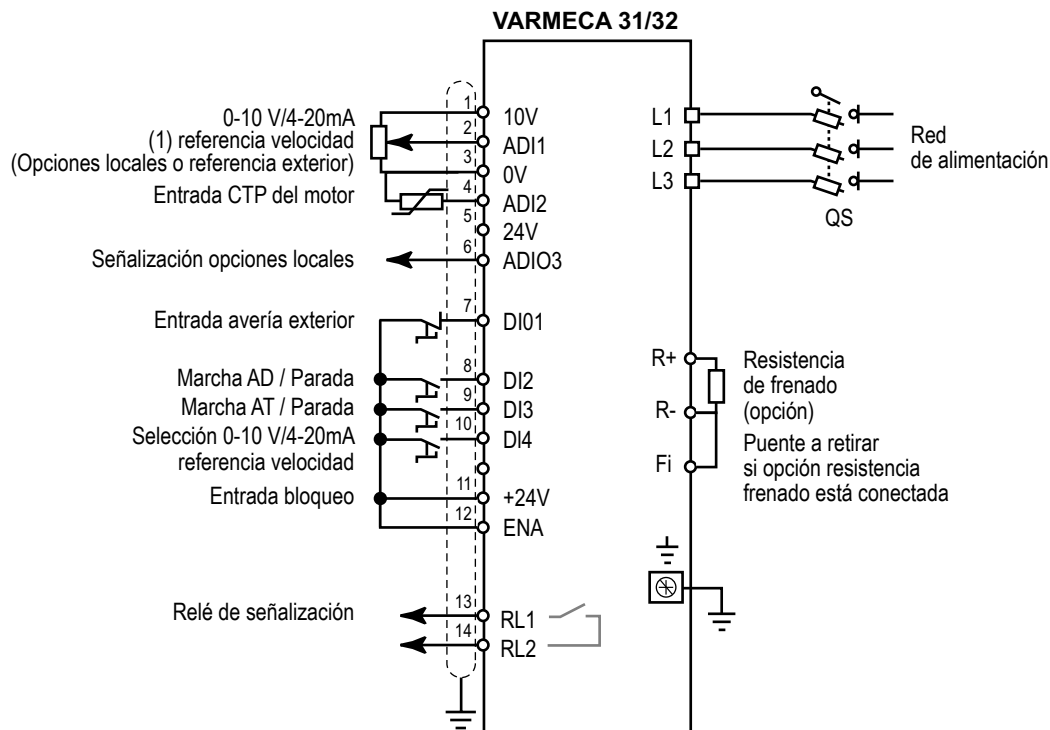 VARMECA 31/32
0-10 V/4-20mA
(1) referencia velocidad
(Opciones locales o referencia exterior)
Entrada CTP del motor
Señalización opciones locales
Entrada avería exterior
Marcha AD / Parada
Marcha AT / Parada
Selección 0-10 V/4-20mA
referencia velocidad
Entrada bloqueo
Relé de señalización
1
2
3
4
5
6
7
8
9
10
11
12
13
14
10V
ADI1
0V
ADI2
24V
ADIO3
DI01
DI2
DI3
DI4
+24V
ENA
RL1
RL2
L1
L2
L3
QS
Red
de alimentación
R+
R-
Fi
Resistencia
de frenado
(opción)
Puente a retirar
si opción resistencia
frenado está conectada